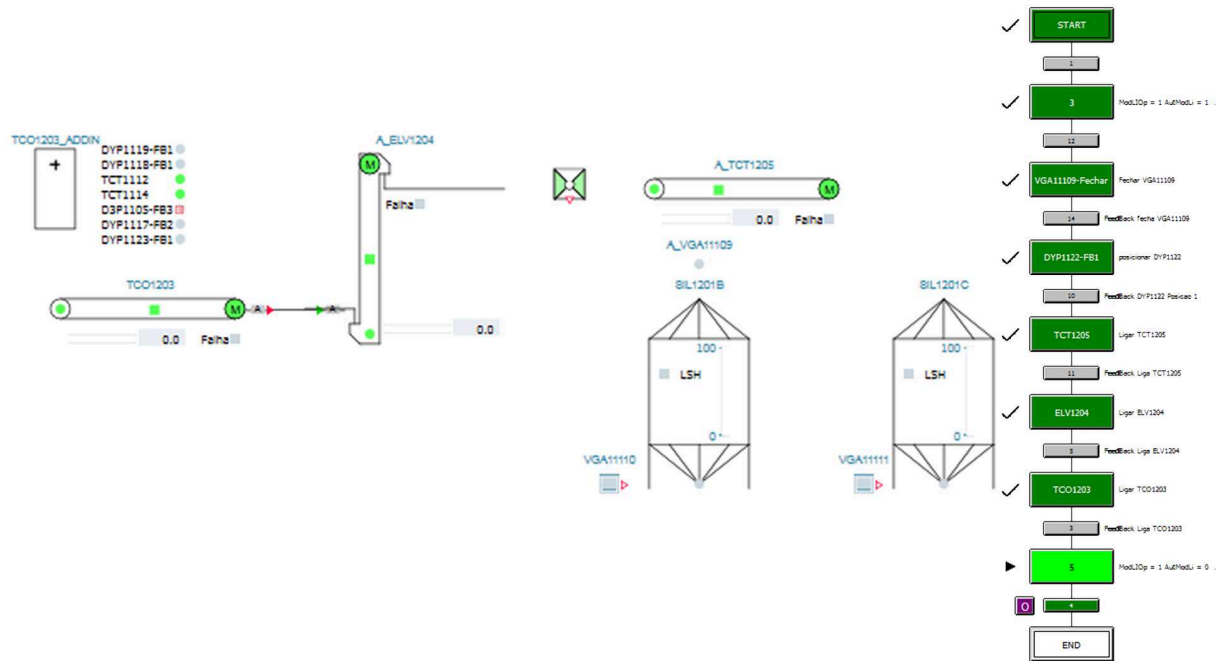 TCO1203_ADDIN
DYP1119-FB1
DYP1118-FB1
TCT1112
TCT1114
D3P1105-FB3
DYP1117-FB2
DYP1123-FB1
A_ELV1204
M
Falha
0.0
TCO1203
M
A
A
0.0
Falha
A_TCT1205
M
0.0
Falha
A_VGA11109
SIL1201B
100
LSH
0
VGA11110
SIL1201C
100
LSH
0
VGA11111
START
1
3
ModLIOp = 1 AutModLi = 1 .
12
VGA11109-Fechar
Fechar VGA11109
14
FeedBack fecha VGA11109
DYP1122-FB1
posicionar DYP1122
10
FeedBack DYP1122 Posicao 1
TCT1205
Ligar TCT1205
11
FeedBack Liga TCT1205
ELV1204
Ligar ELV1204
5
FeedBack Liga ELV1204
TCO1203
Ligar TCO1203
3
FeedBack Liga TCO1203
5
ModLIOp = 1 AutModLi = 0 .
O
4
END